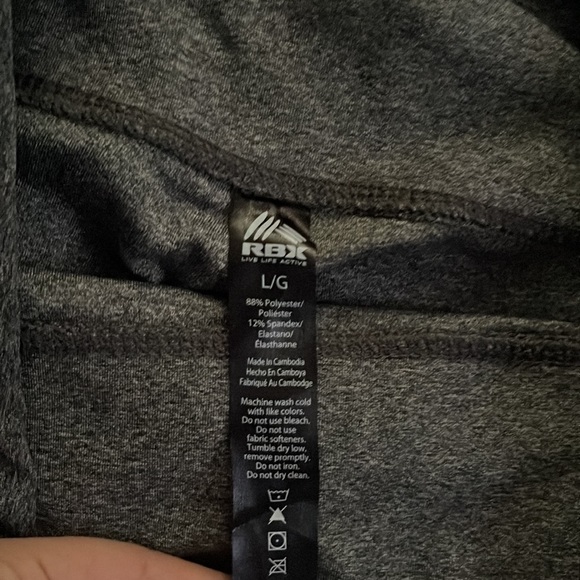 RBX
LIVE LIFE ACTIVE
L/G
88% Polyester/
Poliéster
12% Spandex/
Elastano/
Élasthanne
Made In Cambodia
Hecho En Camboya
Fabriqué Au Cambodge
Machine wash cold
with like colors.
Do not use bleach.
Do not use
fabric softeners.
Tumble dry low,
remove promptly.
Do not iron.
Do not dry clean.